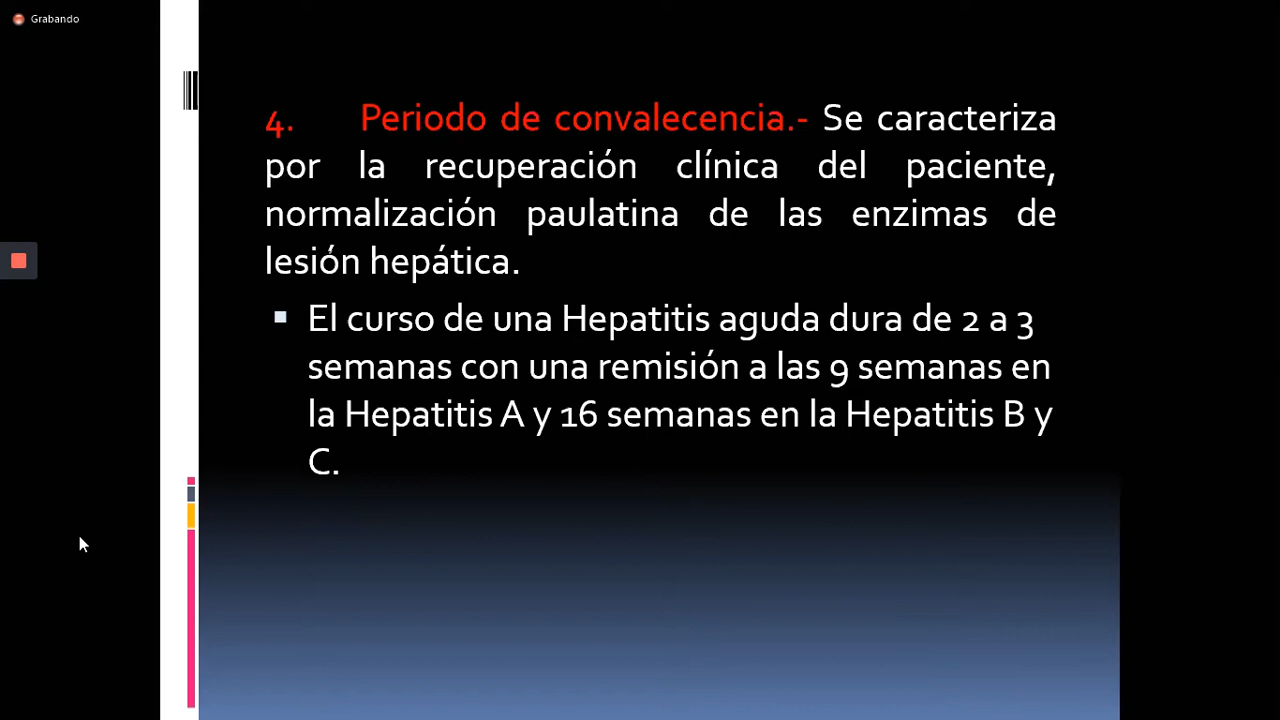 Grabando
4. Periodo de convalecencia.- Se caracteriza
por la recuperación clínica del paciente,
normalización paulatina de las enzimas de
lesión hepática.
El curso de una Hepatitis aguda dura de 2 a 3
semanas con una remisión a las 9 semanas en
la Hepatitis A y 16 semanas en la Hepatitis B y
C.